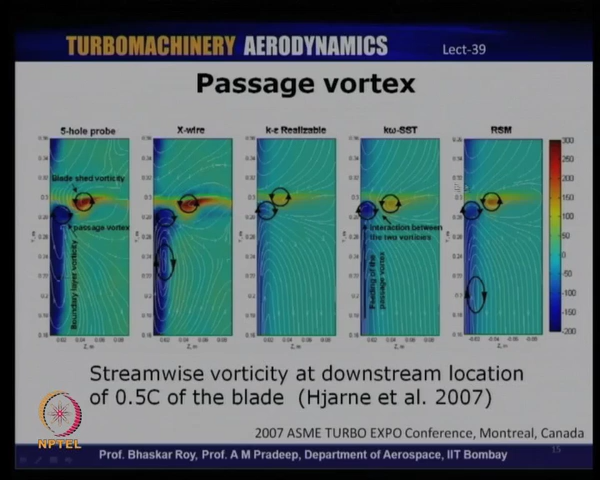 TURBOMACHINERY AERODYNAMICS
Lect-39
Passage vortex
5-hole probe
X-wire
k-ε Realizable
kω-SST
RSM
Blade shed vorticity
passage vortex
Boundary layer vorticity
Interaction between
the two vorticies
Feeding of the
passage vortex
300
250
200
150
100
50
0
-50
-100
-150
-200
Streamwise vorticity at downstream location
of 0.5C of the blade (Hjarne et al. 2007)
NPTEL
2007 ASME TURBO EXPO Conference, Montreal, Canada
Prof. Bhaskar Roy, Prof. A M Pradeep, Department of Aerospace, IIT Bombay
15